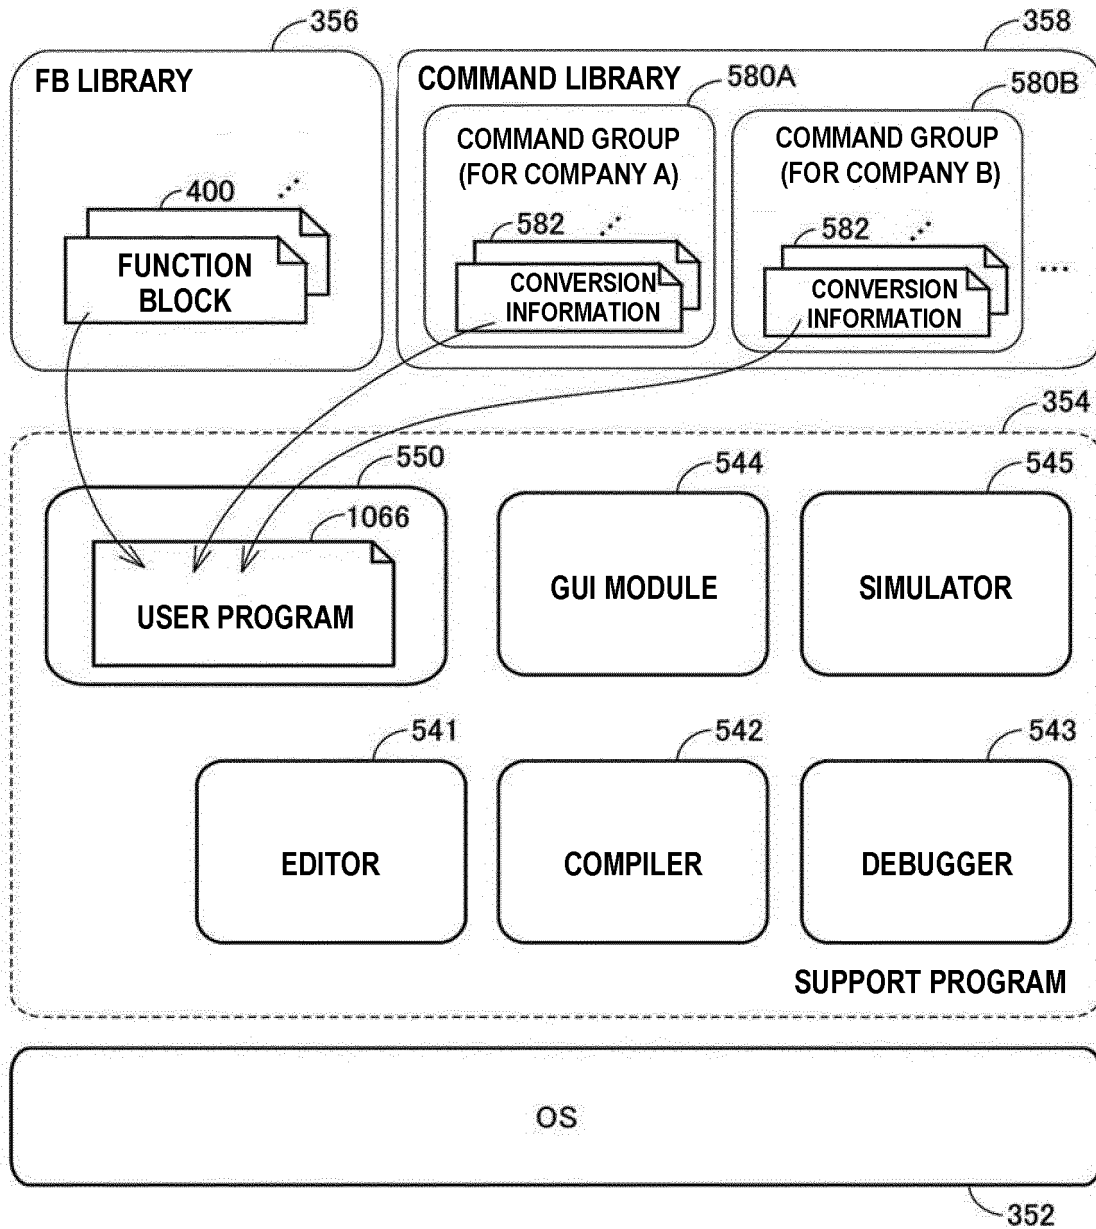 356
358
FB LIBRARY
COMMAND LIBRARY
580A
580B
COMMAND GROUP
(FOR COMPANY A)
COMMAND GROUP
(FOR COMPANY B)
400
...
FUNCTION
BLOCK
582
...
CONVERSION
INFORMATION
582
...
CONVERSION
INFORMATION
...
354
550
544
545
1066
USER PROGRAM
GUI MODULE
SIMULATOR
541
542
543
EDITOR
COMPILER
DEBUGGER
SUPPORT PROGRAM
OS
352